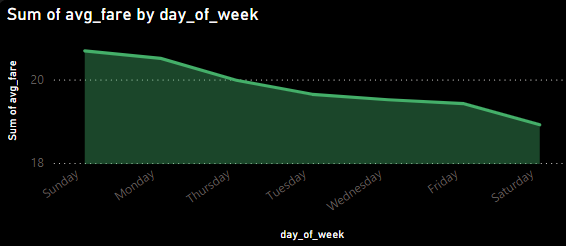 Sum of avg_fare by day_of_week
Sum of avg_fare
20
18
Sunday
Monday
Thursday
Tuesday
Wednesday
Friday
Saturday
day_of_week